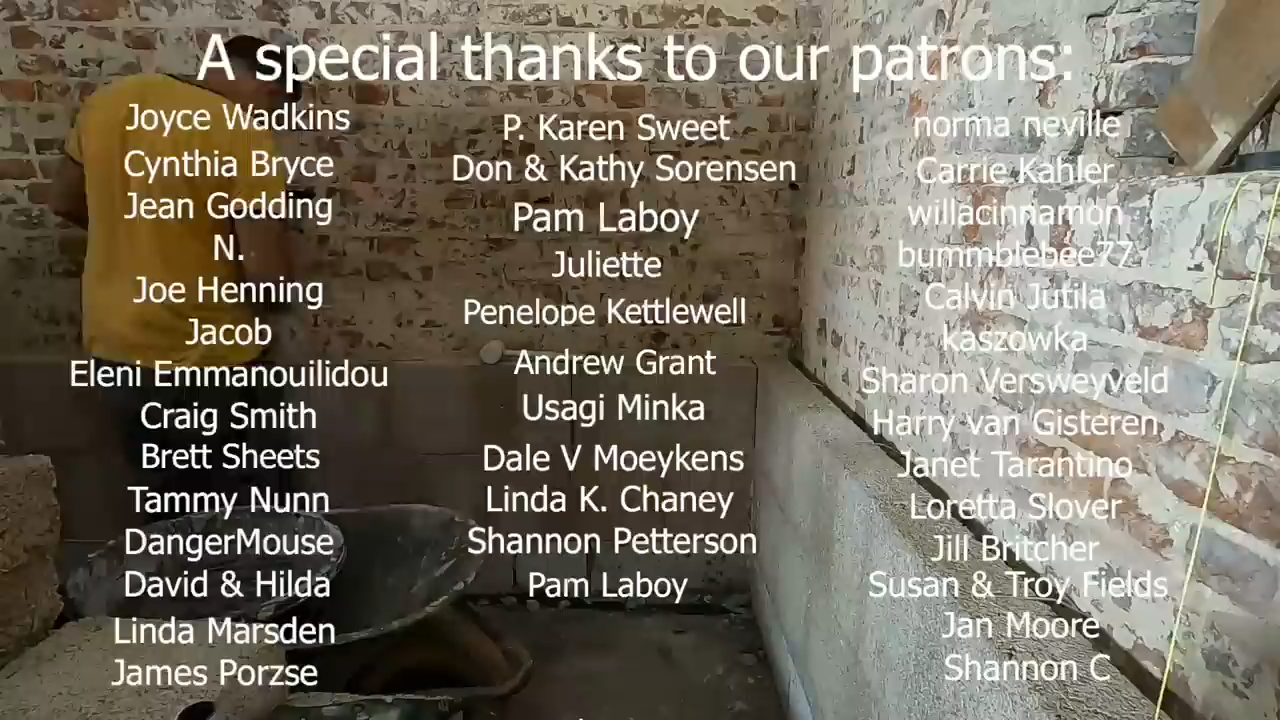 A special thanks to our patrons:
Joyce Wadkins
Cynthia Bryce
Jean Godding
N.
Joe Henning
Jacob
Eleni Emmanouilidou
Craig Smith
Brett Sheets
Tammy Nunn
DangerMouse
David & Hilda
Linda Marsden
James Porzse
P. Karen Sweet
Don & Kathy Sorensen
Pam Laboy
Juliette
Penelope Kettlewell
Andrew Grant
Usagi Minka
Dale V Moeykens
Linda K. Chaney
Shannon Petterson
Pam Laboy
norma neville
Carrie Kahler
willacinnamon
bummblebee77
Calvin Jutila
kaszowka
Sharon Versweyveld
Harry van Gisteren
Janet Tarantino
Loretta Slover
Jill Britcher
Susan & Troy Fields
Jan Moore
Shannon C